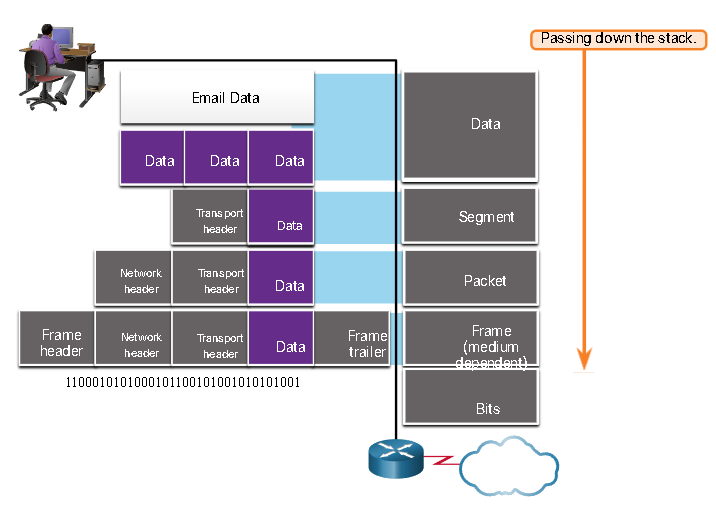 Passing down the stack.
Email Data
Data
Data Data Data
Transport
header
Data
Segment
Network
header
Transport
header
Data
Packet
Frame
header
Network
header
Transport
header
Data
Frame
trailer
Frame
(medium
dependent)
1100010101000101100101001010101001
Bits